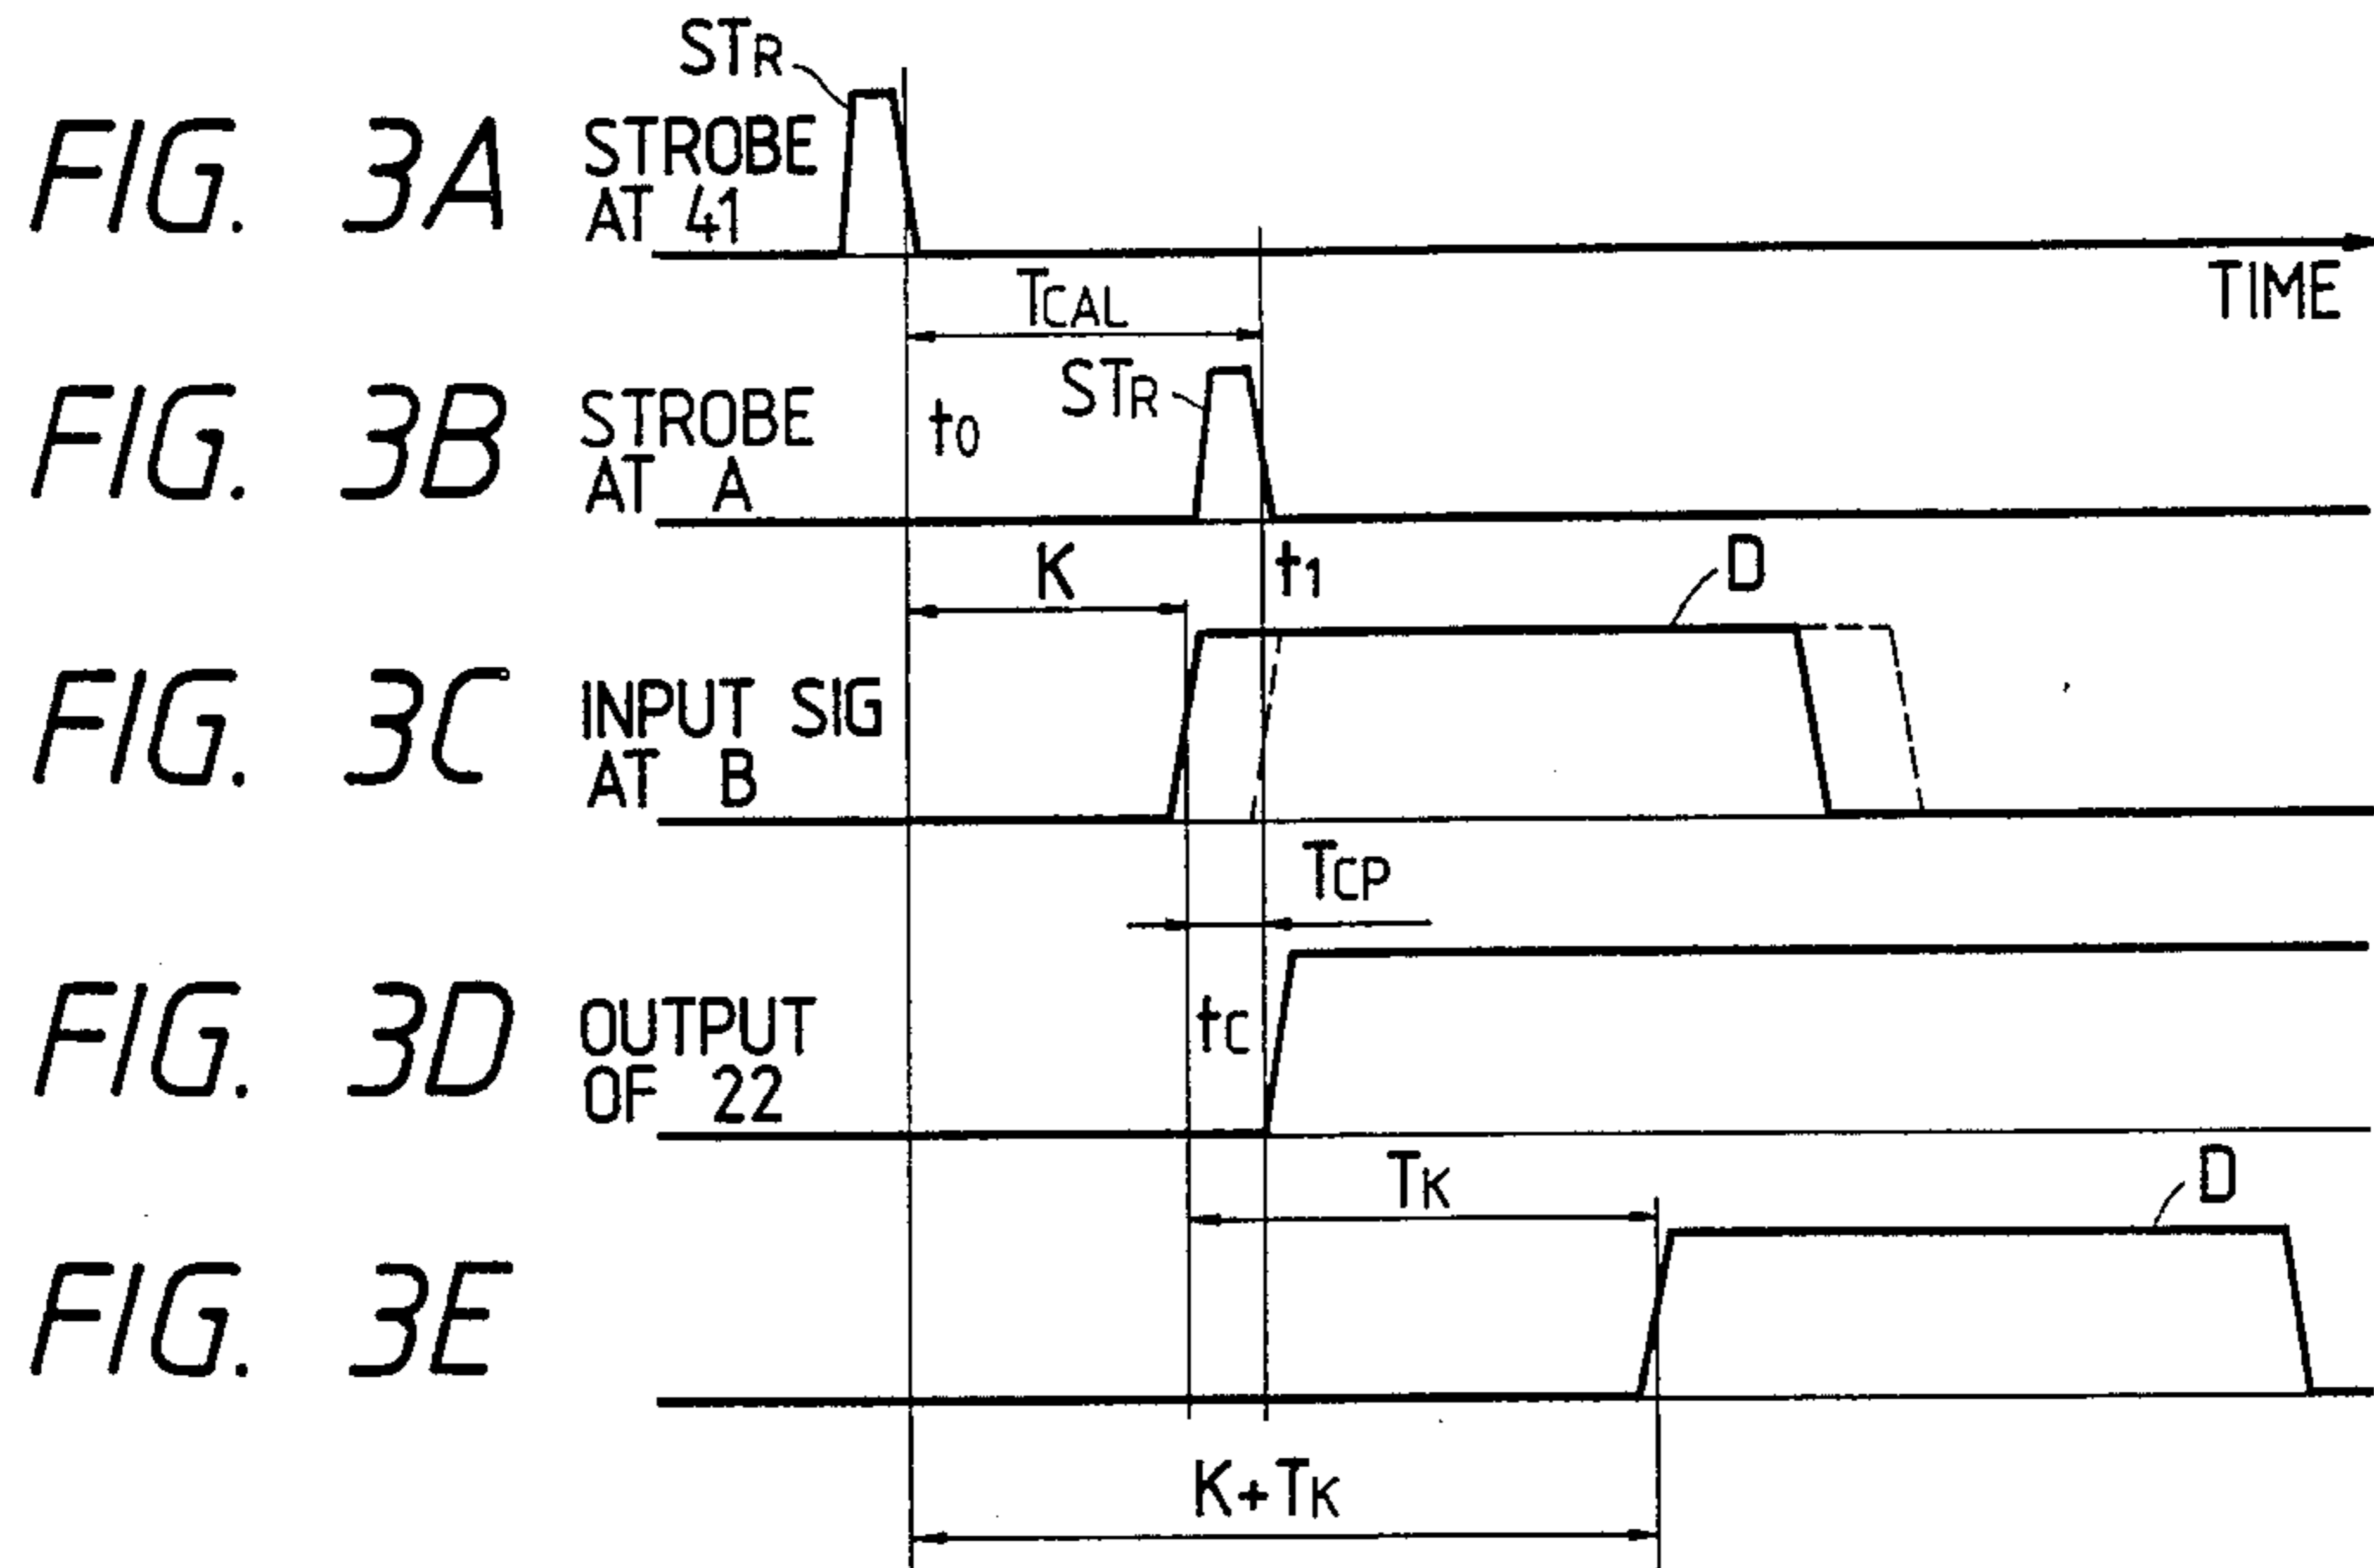 STR
FIG. 3A
STROBE
AT 41
TIME
TCAL
FIG. 3B
STROBE
AT A
t0
STR
K
t1
D
FIG. 3C
INPUT SIG
AT B
TCP
FIG. 3D
OUTPUT
OF 22
tC
TK
D
FIG. 3E
K+TK